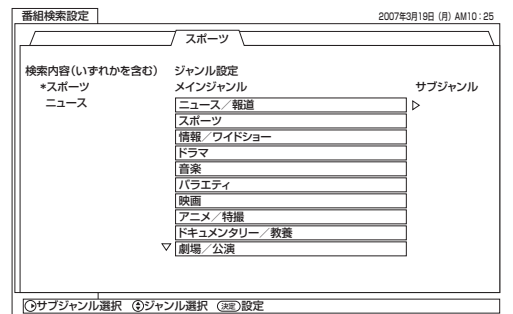 番組検索設定
2007年3月19日 (月) AM10:25
スポーツ
検索内容(いずれかを含む) ジャンル設定
*スポーツ メインジャンル サブジャンル
ニュース ニュース/報道 ▷
スポーツ
情報/ワイドショー
ドラマ
音楽
バラエティ
映画
アニメ/特撮
ドキュメンタリー/教養
▽ 劇場/公演
サブジャンル選択 ジャンル選択 決定 設定